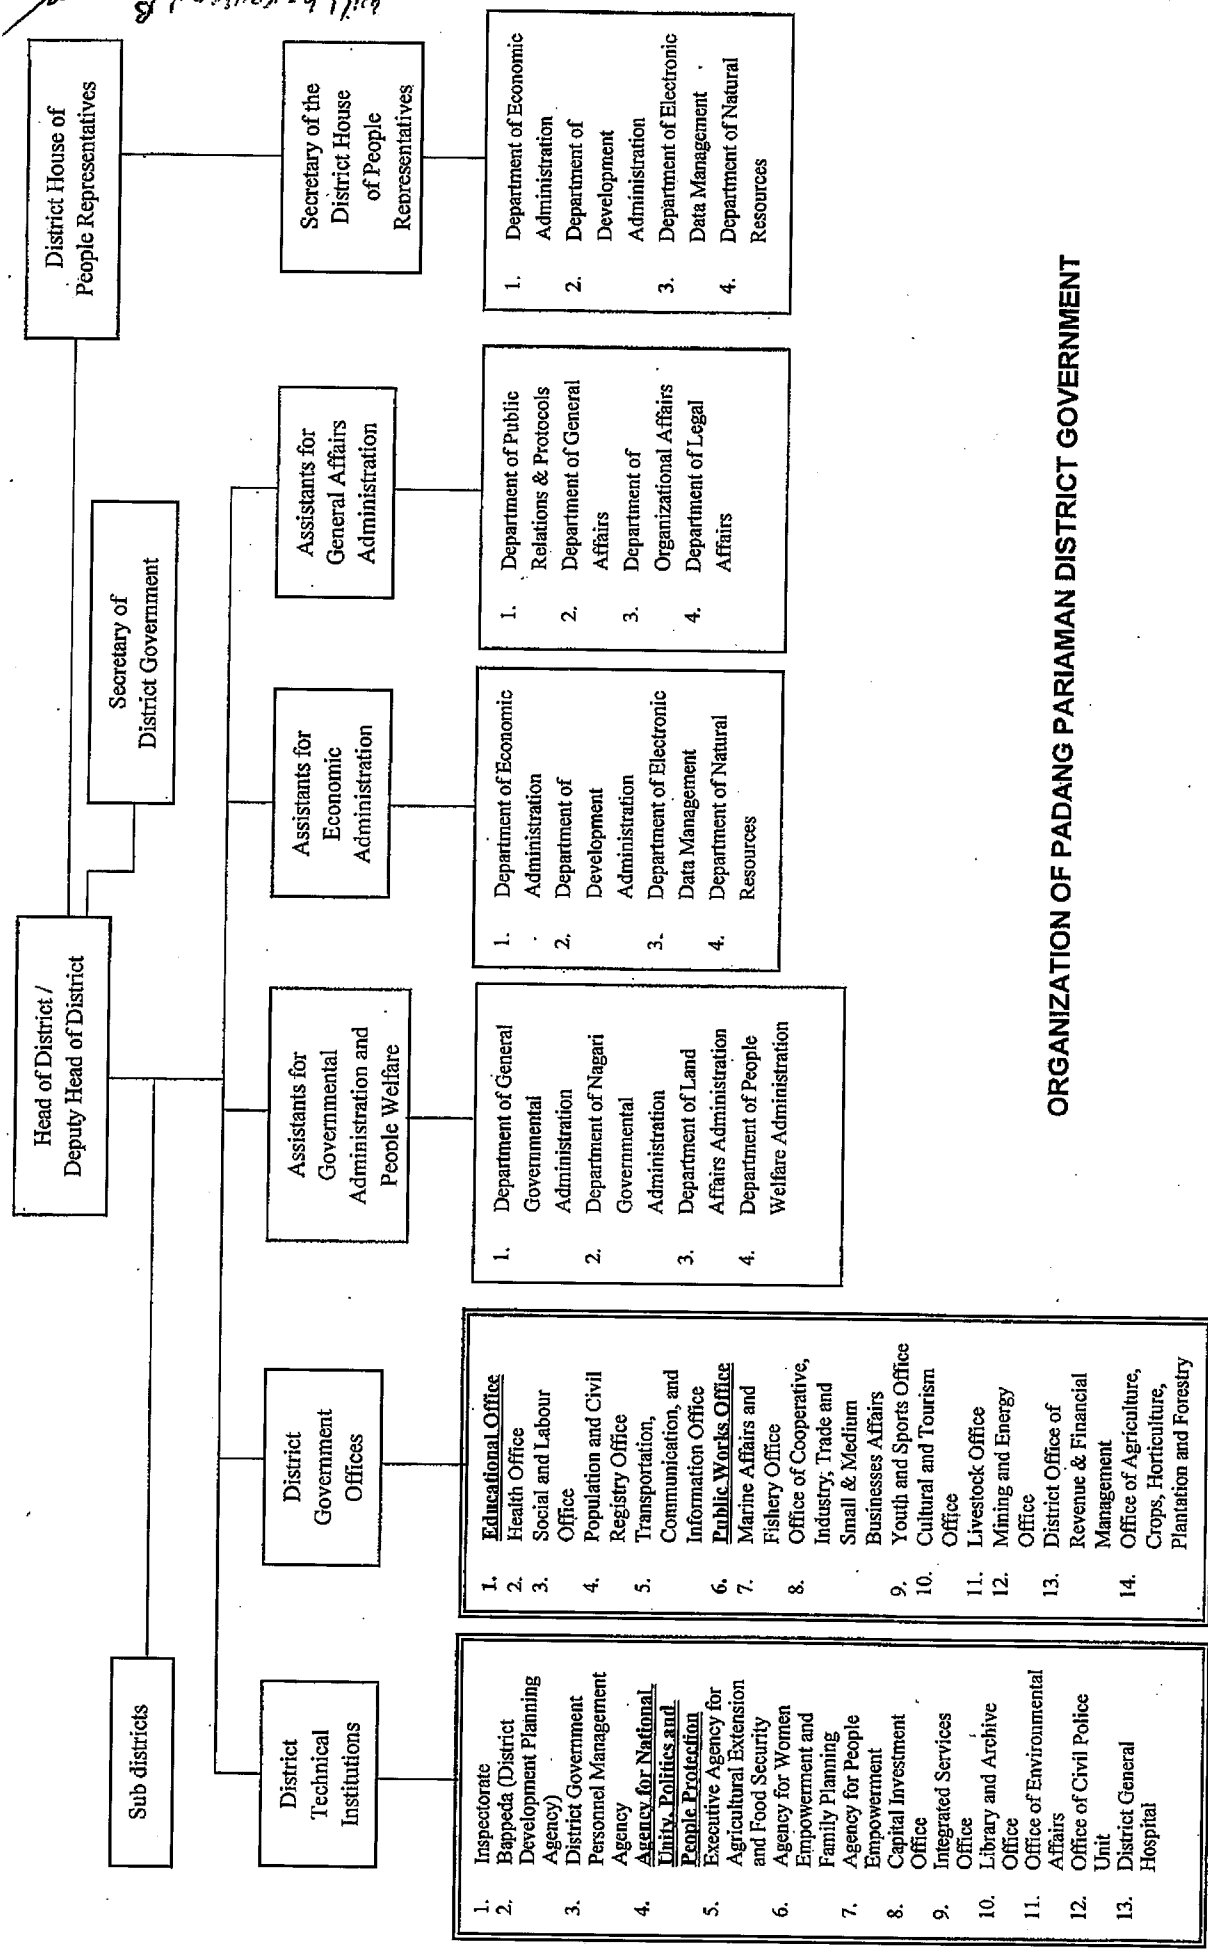 Head of District /
Deputy Head of District
District House of
People Representatives
Secretary of
District Government
Sub districts
District
Technical
Institutions
District
Government
Offices
Assistants for
Governmental
Administration and
People Welfare
Assistants for
Economic
Administration
Assistants for
General Affairs
Administration
Secretary of the
District House
of People
Representatives
1. Inspectorate
2. Bappeda (District
Development Planning
Agency)
3. District Government
Personnel Management
Agency
4. Agency for National
Unity, Politics and
People Protection
5. Executive Agency for
Agricultural Extension
and Food Security
6. Agency for Women
Empowerment and
Family Planning
7. Agency for People
Empowerment
8. Capital Investment
Office
9. Integrated Services
Office
10. Library and Archive
Office
11. Office of Environmental
Affairs
12. Office of Civil Police
Unit
13. District General
Hospital
1. Educational Office
2. Health Office
3. Social and Labour
Office
4. Population and Civil
Registry Office
5. Transportation,
Communication, and
Information Office
6. Public Works Office
7. Marine Affairs and
Fishery Office
8. Office of Cooperative,
Industry, Trade and
Small & Medium
Businesses Affairs
9. Youth and Sports Office
10. Cultural and Tourism
Office
11. Livestock Office
12. Mining and Energy
Office
13. District Office of
Revenue & Financial
Management
14. Office of Agriculture,
Crops, Horticulture,
Plantation and Forestry
1. Department of General
Governmental
Administration
2. Department of Nagari
Governmental
Administration
3. Department of Land
Affairs Administration
4. Department of People
Welfare Administration
1. Department of Economic
Administration
2. Department of
Development
Administration
3. Department of Electronic
Data Management
4. Department of Natural
Resources
1. Department of Public
Relations & Protocols
2. Department of General
Affairs
3. Department of
Organizational Affairs
4. Department of Legal
Affairs
1. Department of Economic
Administration
2. Department of
Development
Administration
3. Department of Electronic
Data Management
4. Department of Natural
Resources
ORGANIZATION OF PADANG PARIAMAN DISTRICT GOVERNMENT